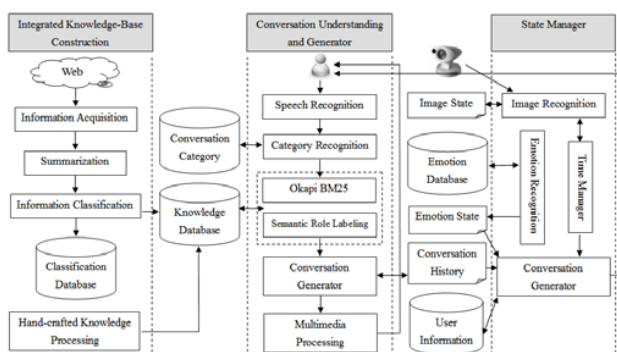 Integrated Knowledge-Base
Construction
Web
Information Acquisition
Summarization
Information Classification
Classification
Database
Hand-crafted Knowledge
Processing
Conversation
Category
Knowledge
Database
Conversation Understanding
and Generator
Speech Recognition
Category Recognition
Okapi BM25
Semantic Role Labeling
Conversation
Generator
Multimedia
Processing
State Manager
Image State
Image Recognition
Emotion
Database
Emotion Recognition
Time Manager
Emotion State
Conversation
History
Conversation
Generator
User
Information